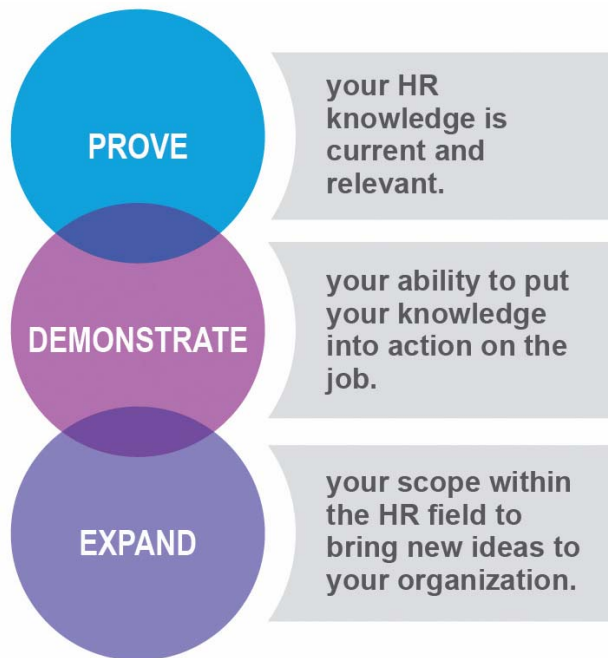 PROVE
your HR
knowledge is
current and
relevant.
DEMONSTRATE
your ability to put
your knowledge
into action on the
job.
EXPAND
your scope within
the HR field to
bring new ideas to
your organization.